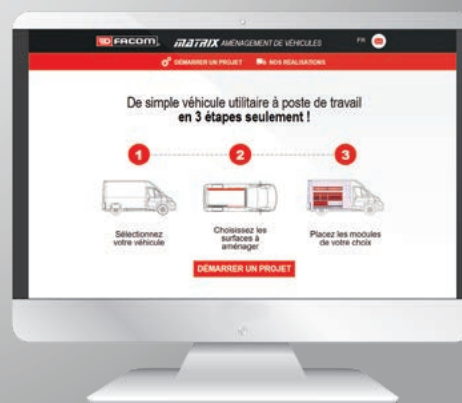 FACOM
MATRIX AMÉNAGEMENT DE VÉHICULES
FR
DÉMARRER UN PROJET
NOS RÉALISATIONS
De simple véhicule utilitaire à poste de travail
en 3 étapes seulement !
1
2
3
Sélectionnez
votre véhicule
Choisissez les
surfaces à
aménager
Placez les modules
de votre choix
DÉMARRER UN PROJET